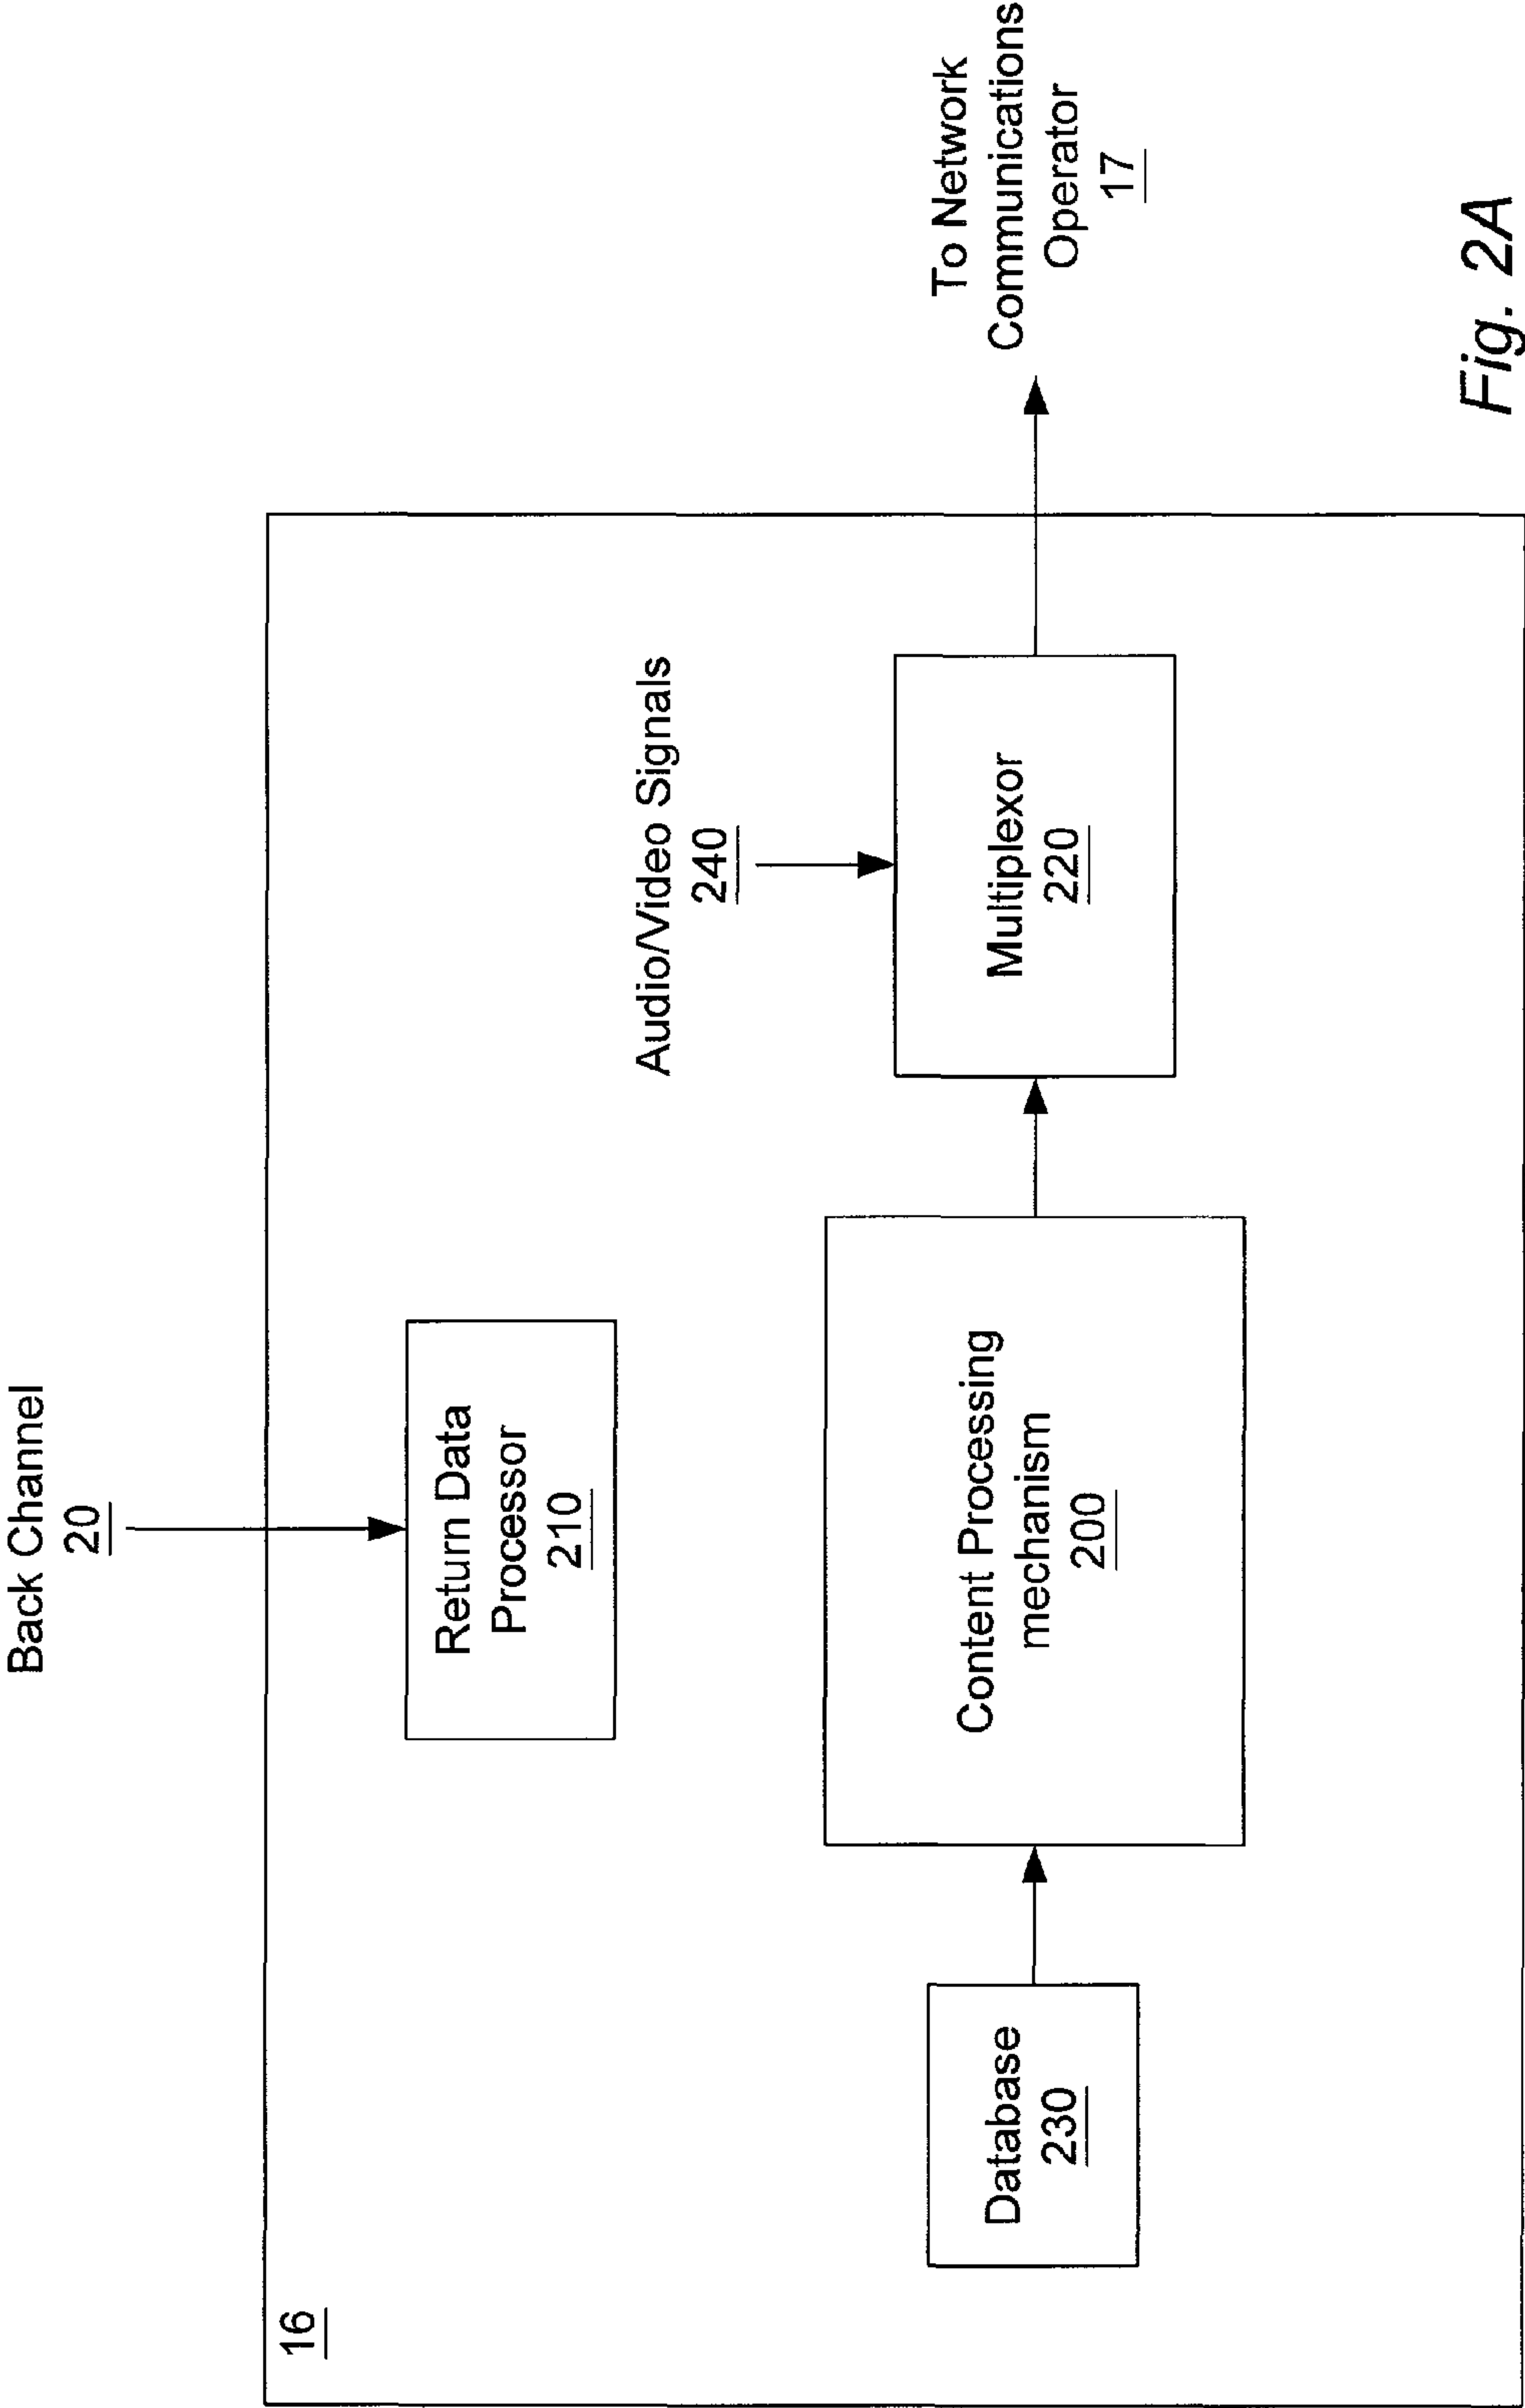 Back Channel
20
16
Return Data
Processor
210
Audio/Video Signals
240
Database
230
Content Processing
mechanism
200
Multiplexor
220
To Network
Communications
Operator
17
Fig. 2A